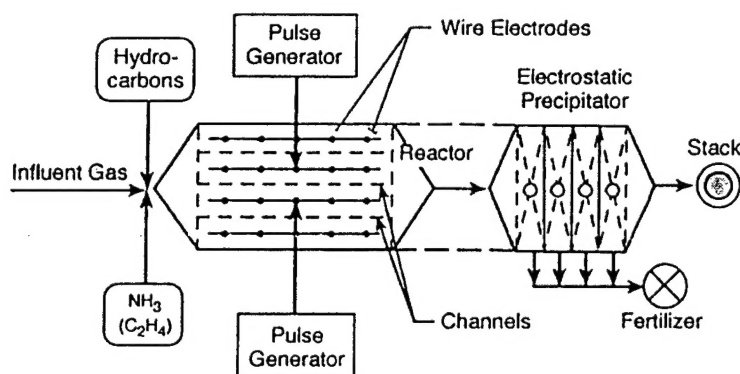 Hydro-
carbons
Pulse
Generator
Wire Electrodes
Electrostatic
Precipitator
Influent Gas
Reactor
Stack
NH3
(C2H4)
Pulse
Generator
Channels
Fertilizer